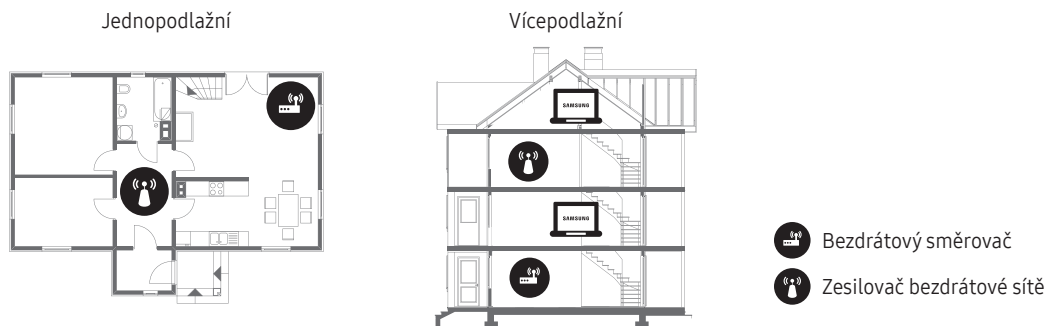 Jednopodlažní
Vícepodlažní
SAMSUNG
SAMSUNG
Bezdrátový směrovač
Zesilovač bezdrátové sítě